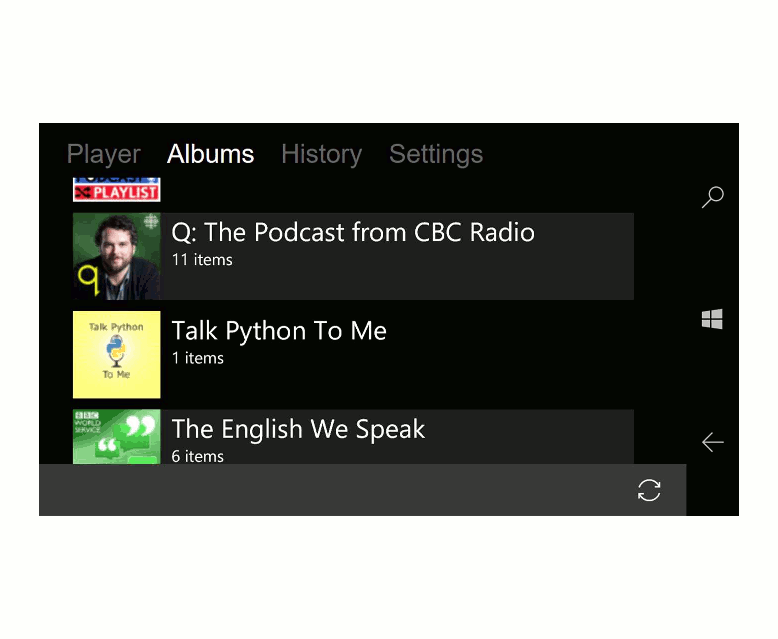 Player Albums History Settings
PLAYLIST
Q: The Podcast from CBC Radio
11 items
q
Talk Python To Me
1 items
Talk Python
To Me
The English We Speak
6 items
BBC
WORLD
SERVICE